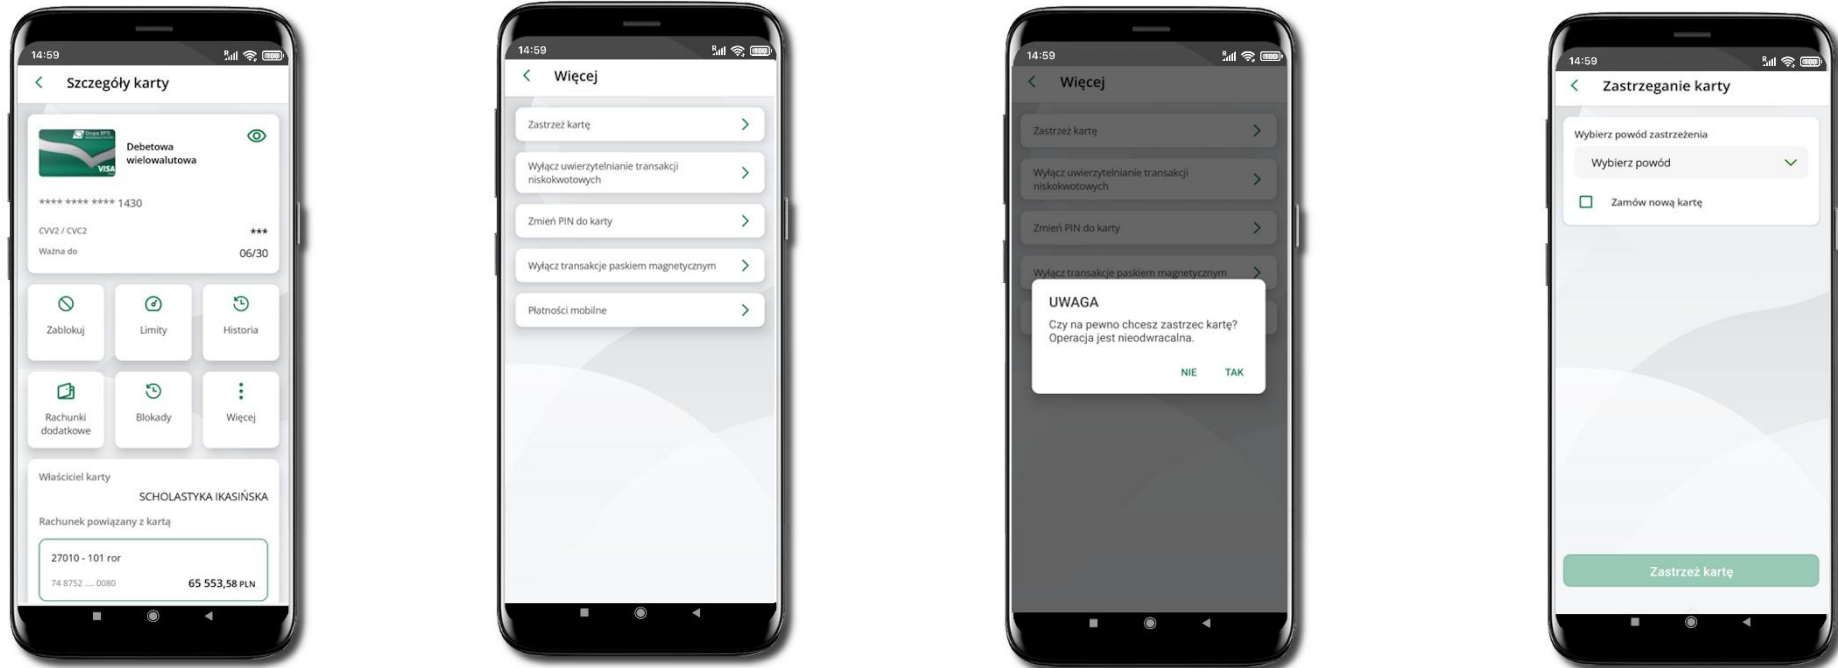 14:59
Szczegóły karty
Grupa BPS
Debetowa
wielowalutowa
VISA
**** **** **** 1430
CVV2 / CVC2 ***
Ważna do 06/30
Zablokuj Limity Historia
Rachunki
dodatkowe
Blokady Więcej
Właściciel karty
SCHOLASTYKA IKASIŃSKA
Rachunek powiązany z kartą
27010 - 101 ror
74 8752 .... 0080 65 553,58 PLN
14:59
Więcej
Zastrzeż kartę
Wyłącz uwierzytelnianie transakcji
niskokwotowych
Zmień PIN do karty
Wyłącz transakcje paskiem magnetycznym
Płatności mobilne
14:59
Więcej
Zastrzeż kartę
Wyłącz uwierzytelnianie transakcji
niskokwotowych
Zmień PIN do karty
Wyłącz transakcje paskiem magnetycznym
UWAGA
Czy na pewno chcesz zastrzec kartę?
Operacja jest nieodwracalna.
NIE TAK
14:59
Zastrzeganie karty
Wybierz powód zastrzeżenia
Wybierz powód
Zamów nową kartę
Zastrzeż kartę